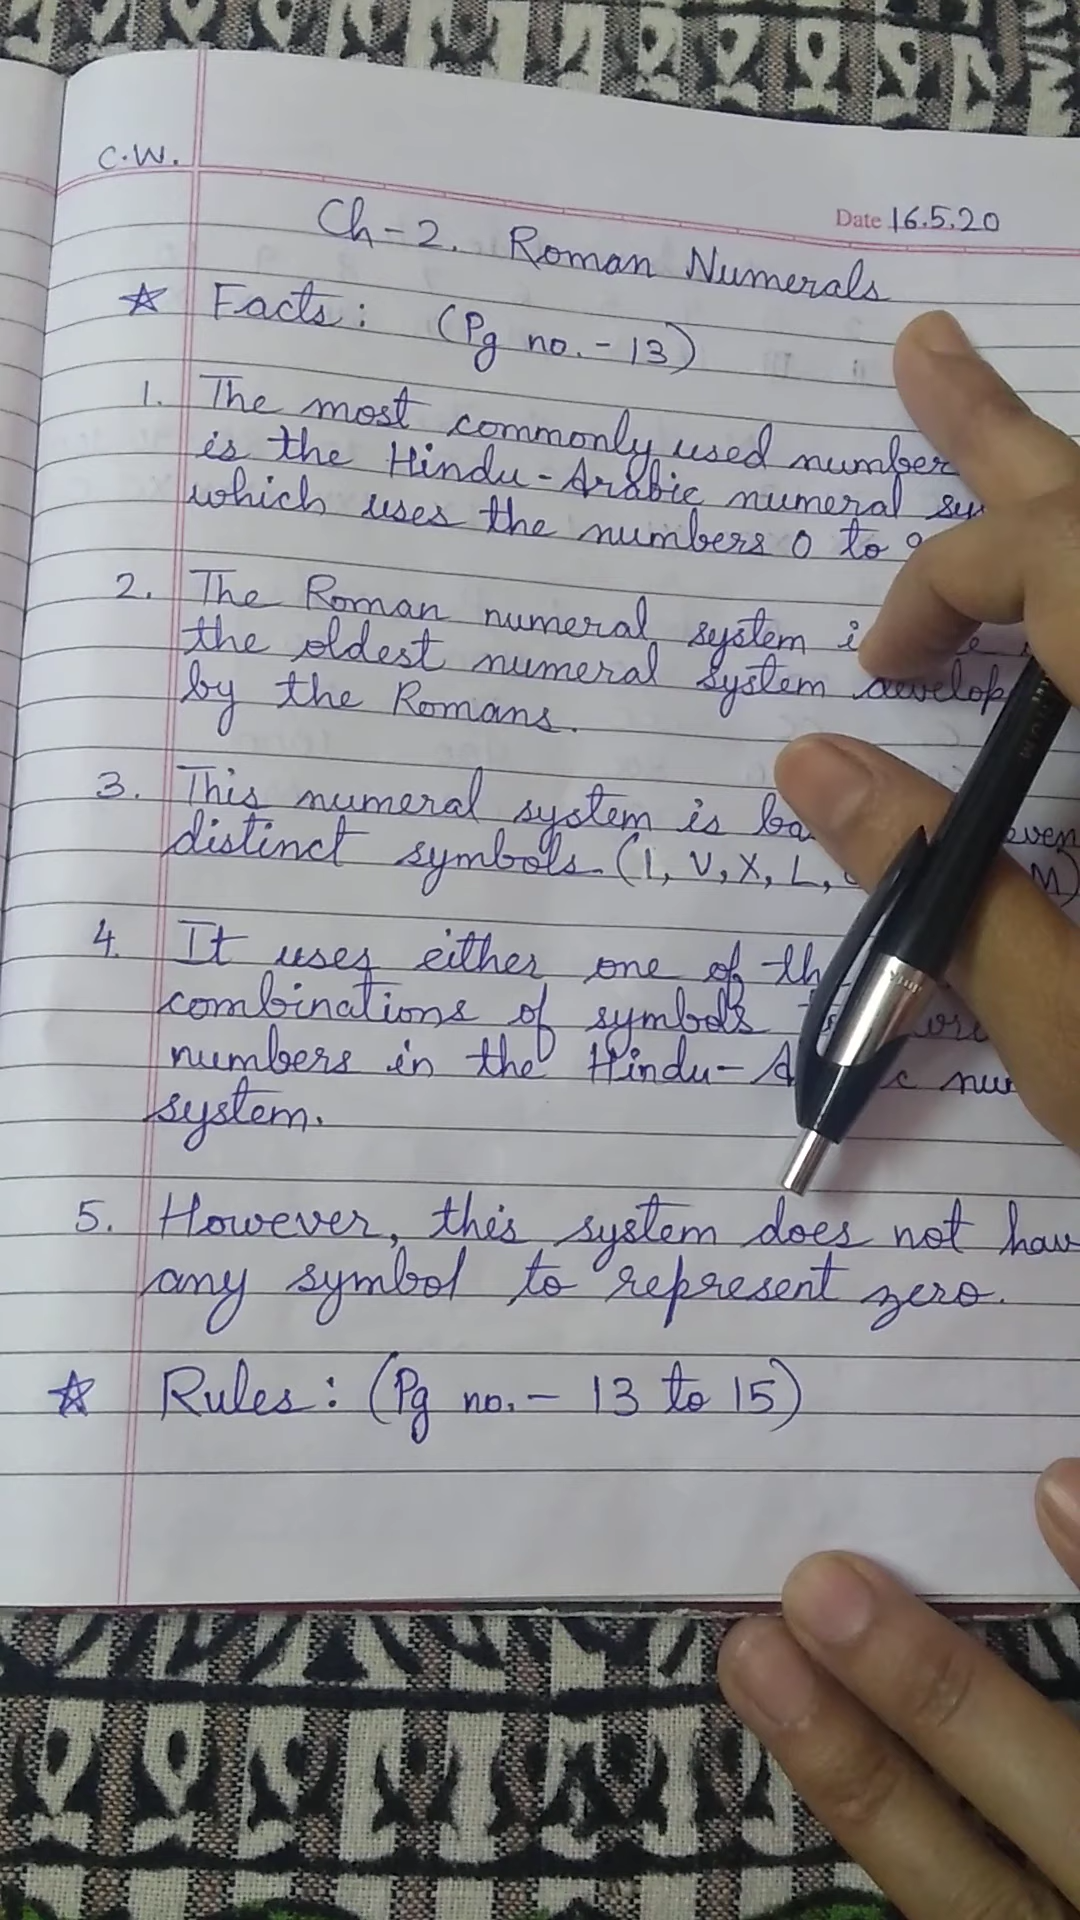 C.W.
Date 16.5.20
Ch-2. Roman Numerals
☆ Facts: (Pg no.-13)
1. The most commonly used number
is the Hindu-Arabic numeral
which uses the numbers 0 to
2. The Roman numeral system
the oldest numeral system develop
by the Romans.
3. This numeral system is
distinct symbols. (I, V, X, L, M)
4. It uses either one of
combinations of symbols
numbers in the Hindu-
system.
5. However, this system does not hav
any symbol to represent zero.
☆ Rules: (Pg no.- 13 to 15)